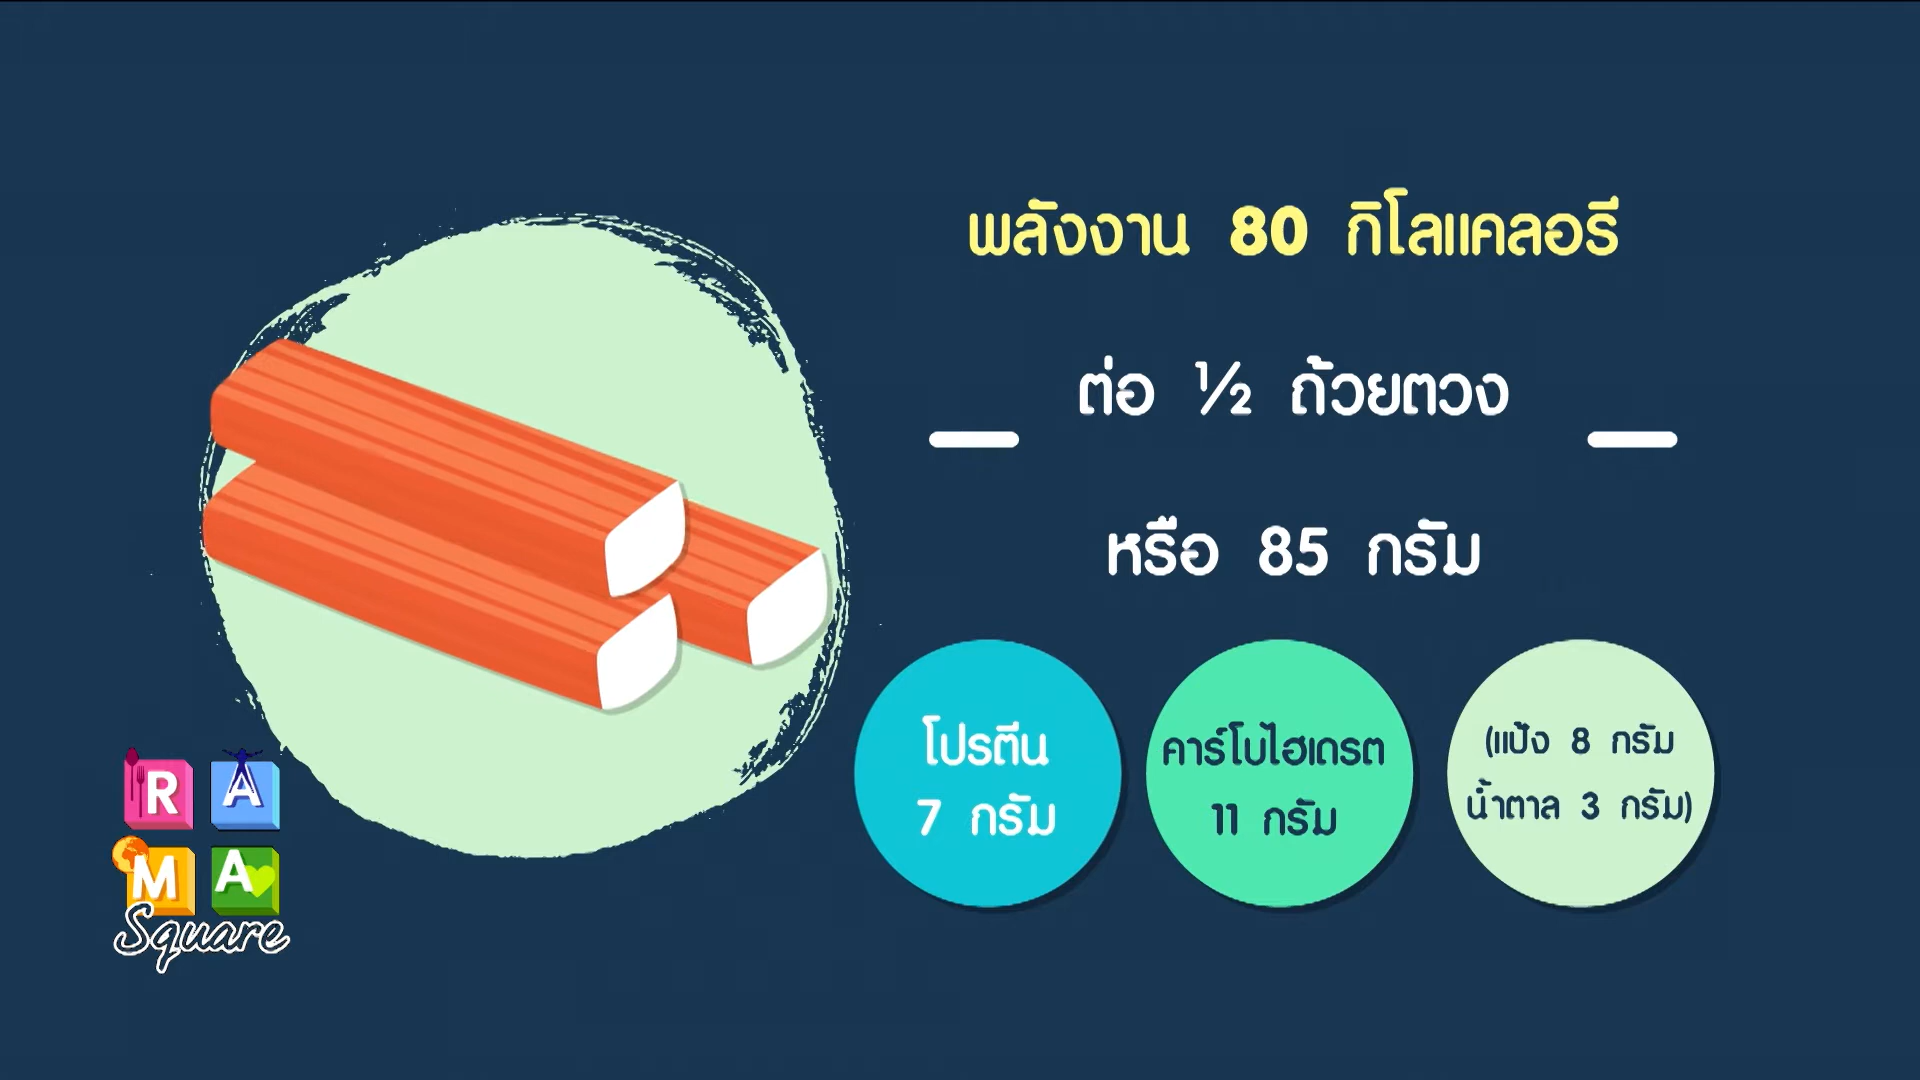 พลังงาน 80 กิโลแคลอรี
ต่อ ½ ถ้วยตวง
หรือ 85 กรัม
โปรตีน
7 กรัม
คาร์โบไฮเดรต
11 กรัม
(แป้ง 8 กรัม
น้ำตาล 3 กรัม)
RA
MA
Square